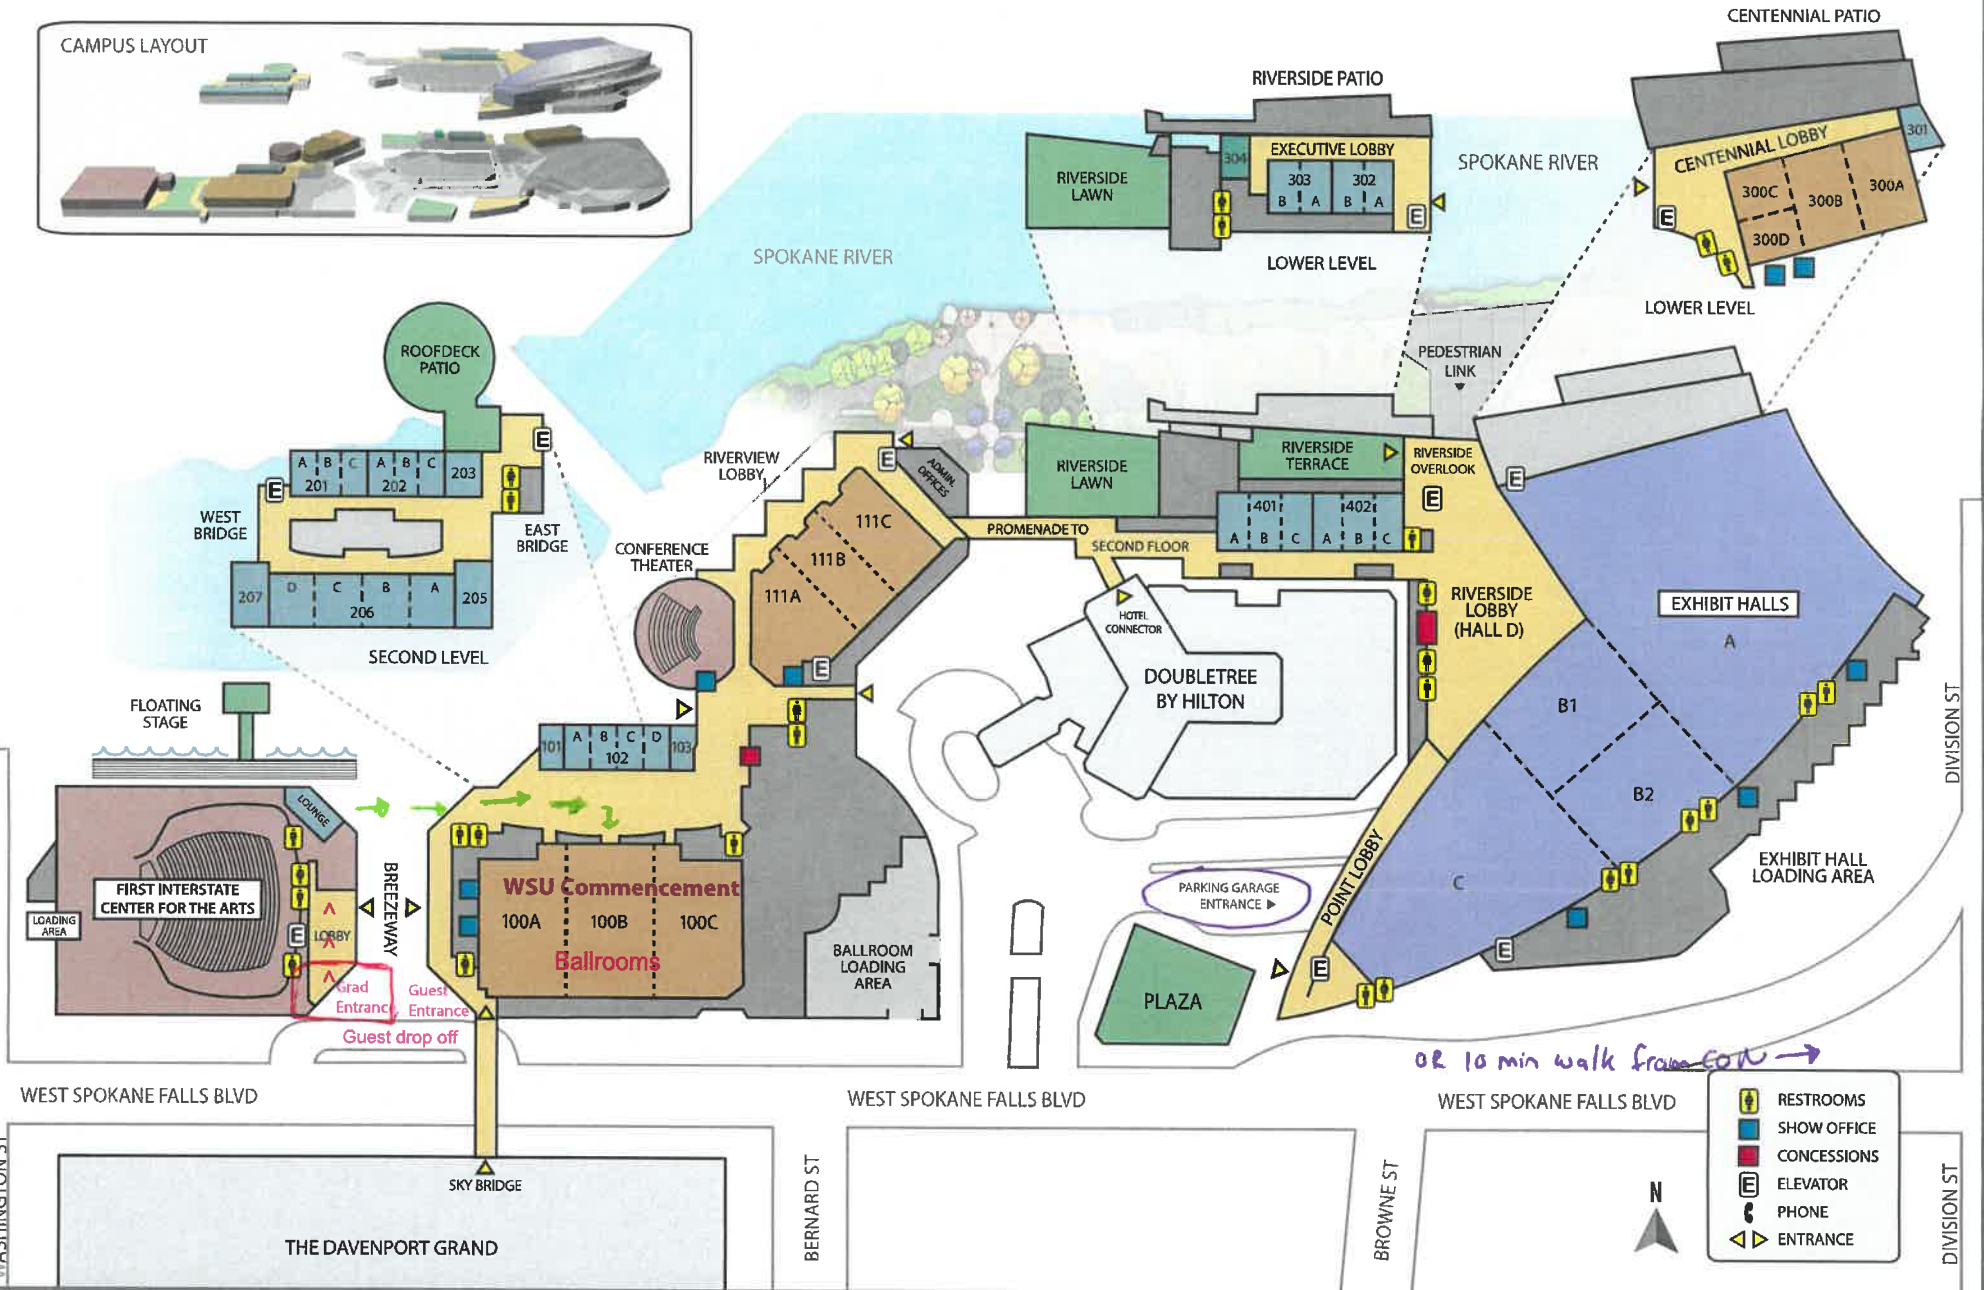 CAMPUS LAYOUT
CENTENNIAL PATIO
RIVERSIDE PATIO
301
CENTENNIAL LOBBY
304
EXECUTIVE LOBBY
SPOKANE RIVER
RIVERSIDE
LAWN
303
302
B A B A
E
300C
300B
300A
300D
E
LOWER LEVEL
LOWER LEVEL
SPOKANE RIVER
PEDESTRIAN
LINK
ROOFDECK
PATIO
E
A B C A B C
201
202
203
E
WEST
BRIDGE
EAST
BRIDGE
D C B A
207
206
205
SECOND LEVEL
RIVERVIEW
LOBBY
E
ADMIN.
OFFICES
RIVERSIDE
LAWN
RIVERSIDE
TERRACE
RIVERSIDE
OVERLOOK
E
E
401
402
A B C A B C
PROMENADE TO
SECOND FLOOR
CONFERENCE
THEATER
111C
111B
111A
E
HOTEL
CONNECTOR
DOUBLETREE
BY HILTON
RIVERSIDE
LOBBY
(HALL D)
EXHIBIT HALLS
A
B1
B2
C
FLOATING
STAGE
101
A B C D
102
103
LOUNGE
FIRST INTERSTATE
CENTER FOR THE ARTS
LOADING
AREA
E
LOBBY
BREEZEWAY
WSU Commencement
100A
100B
100C
Ballrooms
BALLROOM
LOADING
AREA
Grad
Entrance
Guest
Entrance
Guest drop off
PARKING GARAGE
ENTRANCE
POINT LOBBY
PLAZA
E
E
EXHIBIT HALL
LOADING AREA
DIVISION ST
OR 10 min walk from CON →
WEST SPOKANE FALLS BLVD
WEST SPOKANE FALLS BLVD
WEST SPOKANE FALLS BLVD
SKY BRIDGE
THE DAVENPORT GRAND
WASHINGTON ST
BERNARD ST
BROWNE ST
DIVISION ST
N
RESTROOMS
SHOW OFFICE
CONCESSIONS
E ELEVATOR
PHONE
ENTRANCE